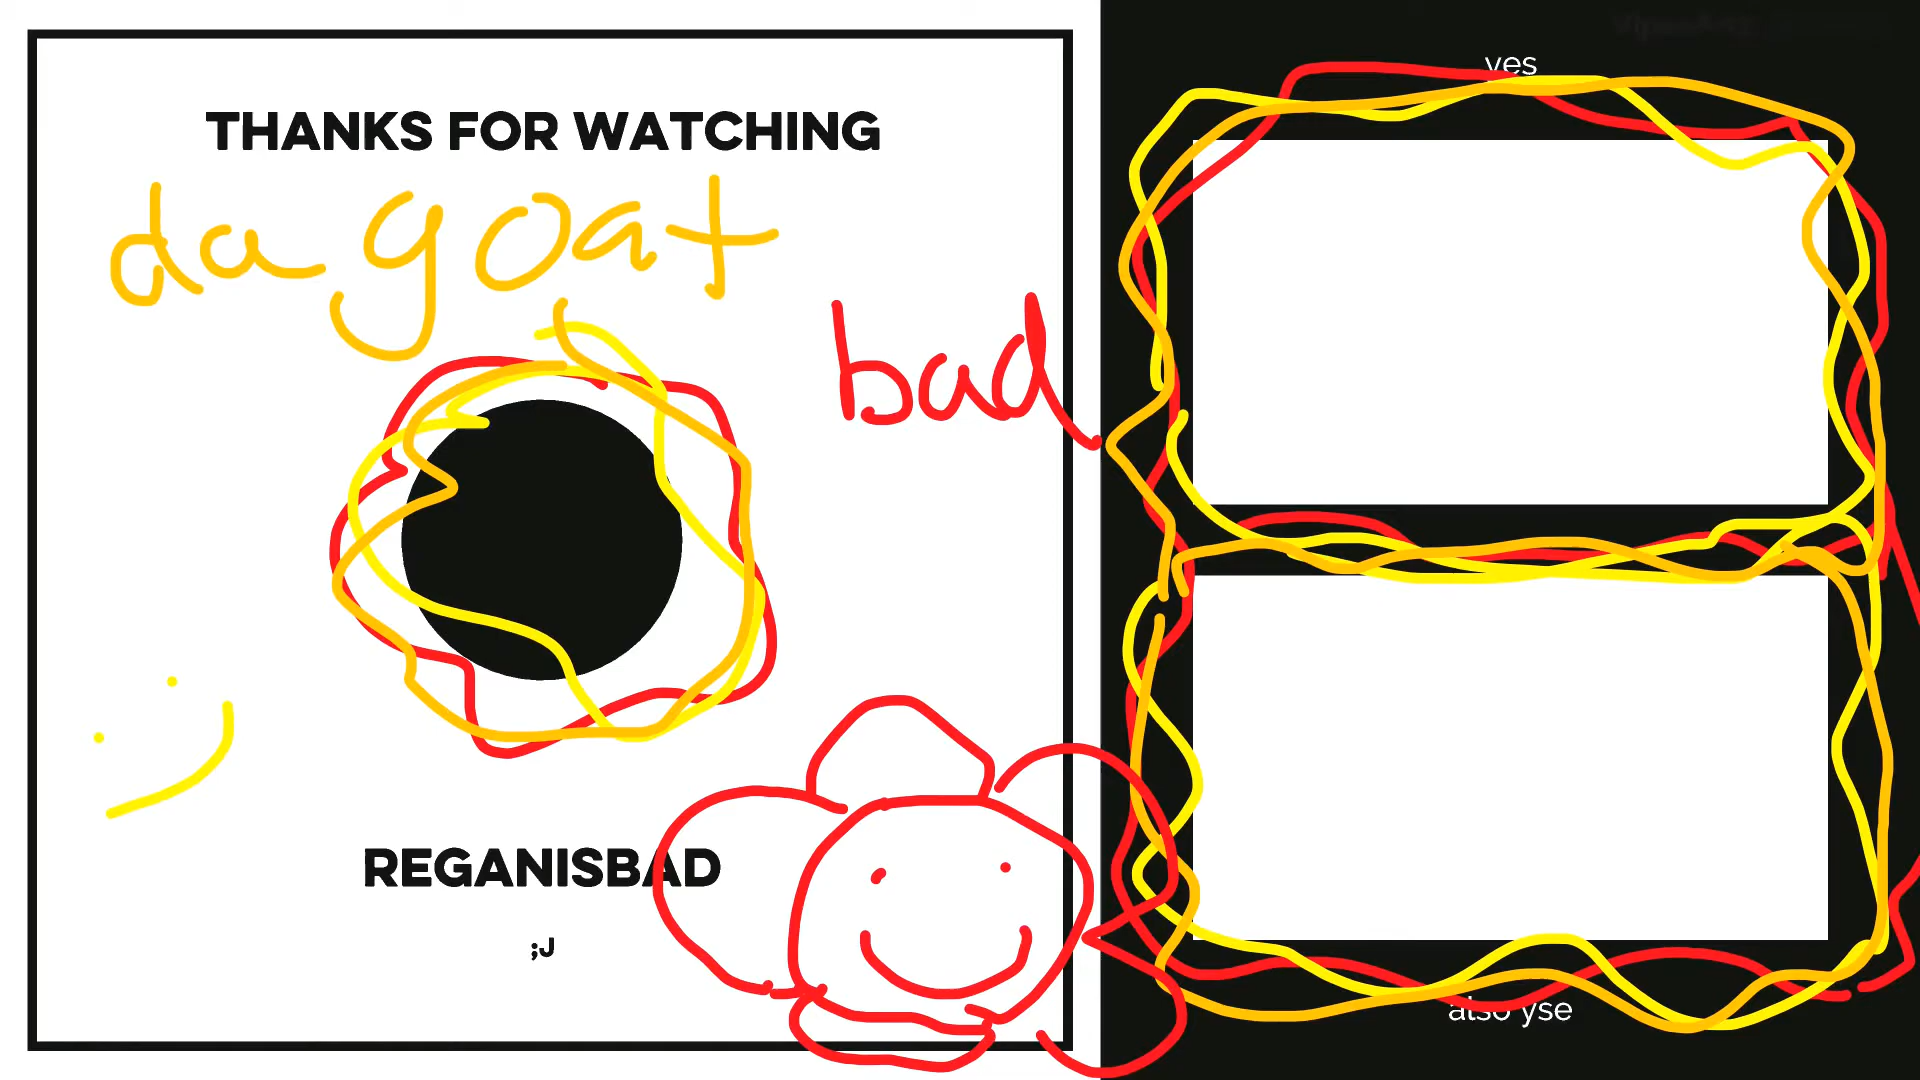 THANKS FOR WATCHING
da goat
bad
REGANISBAD
;J
yes
also yse